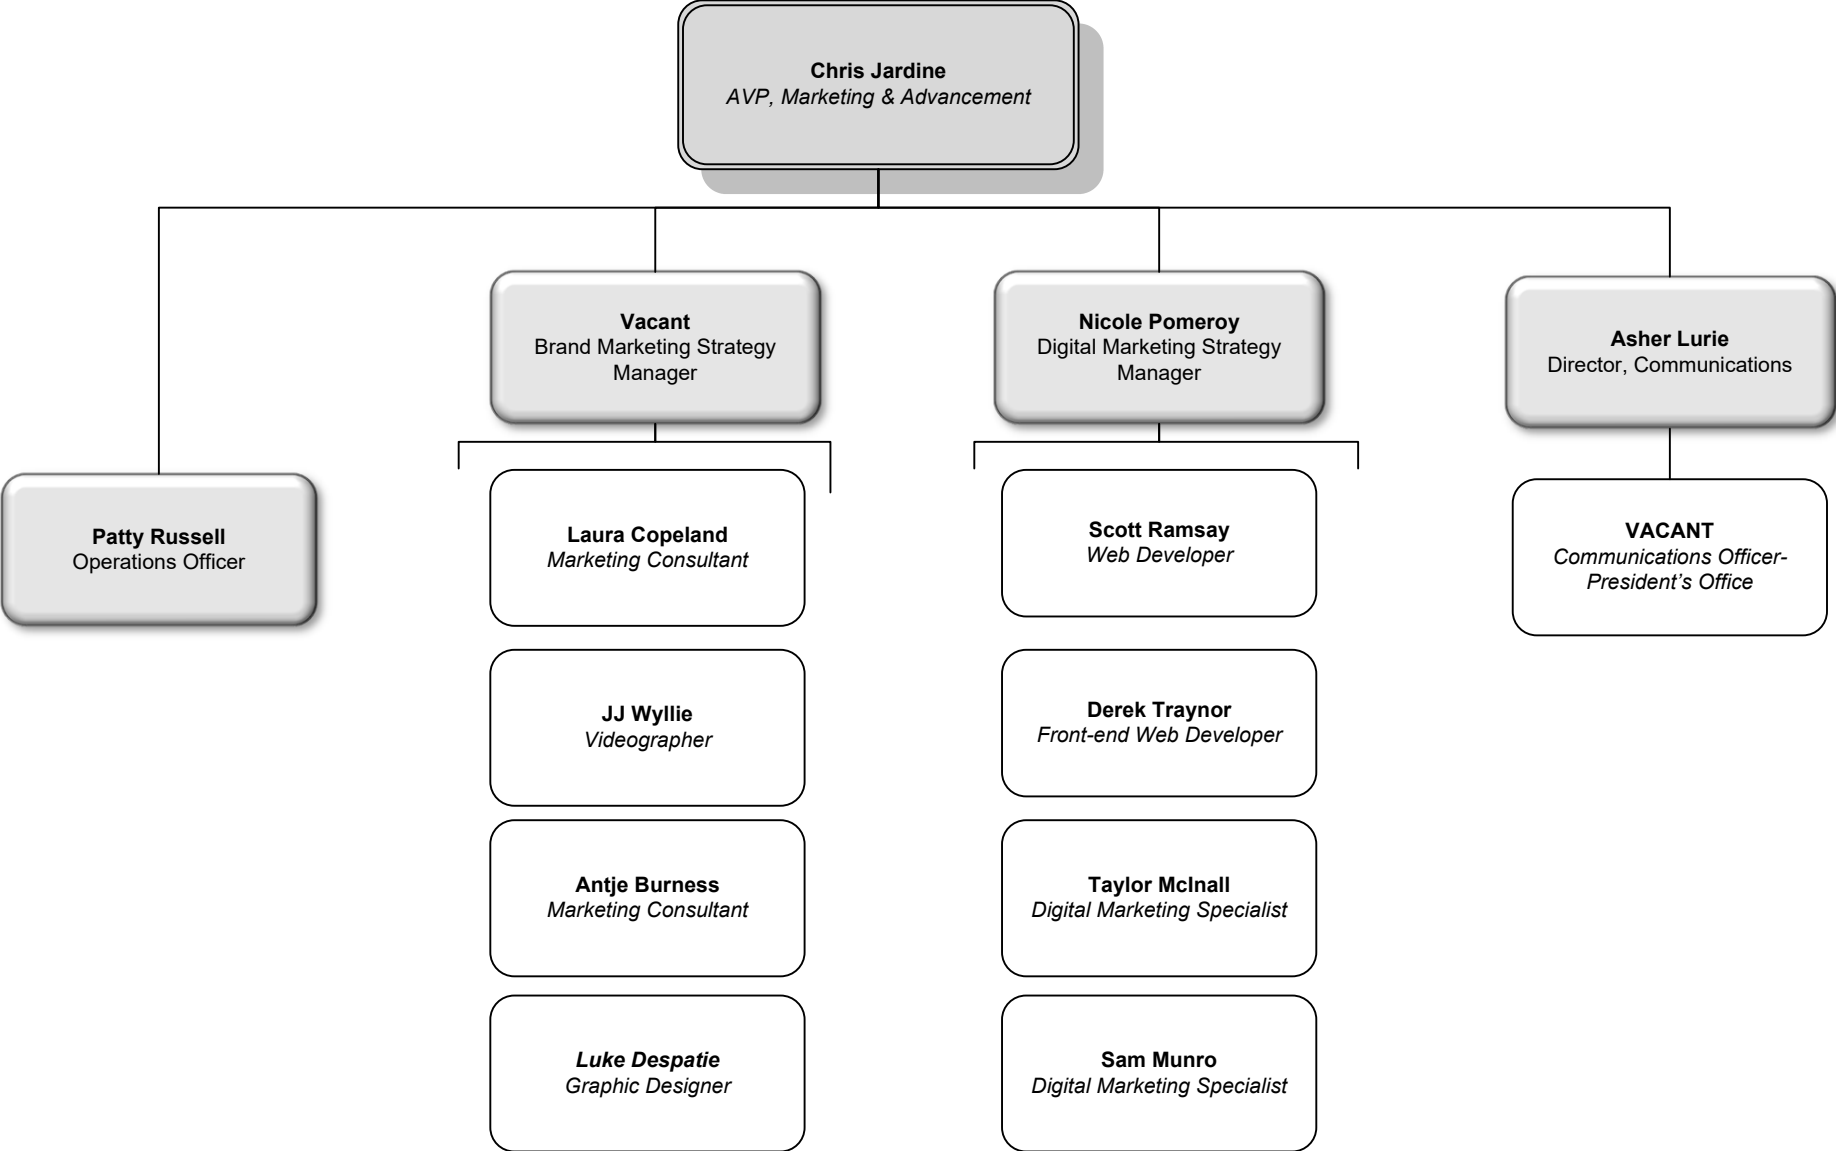 Chris Jardine
AVP, Marketing & Advancement
Vacant
Brand Marketing Strategy
Manager
Nicole Pomeroy
Digital Marketing Strategy
Manager
Asher Lurie
Director, Communications
Patty Russell
Operations Officer
Laura Copeland
Marketing Consultant
Scott Ramsay
Web Developer
VACANT
Communications Officer-
President’s Office
JJ Wyllie
Videographer
Derek Traynor
Front-end Web Developer
Antje Burness
Marketing Consultant
Taylor McInall
Digital Marketing Specialist
Luke Despatie
Graphic Designer
Sam Munro
Digital Marketing Specialist